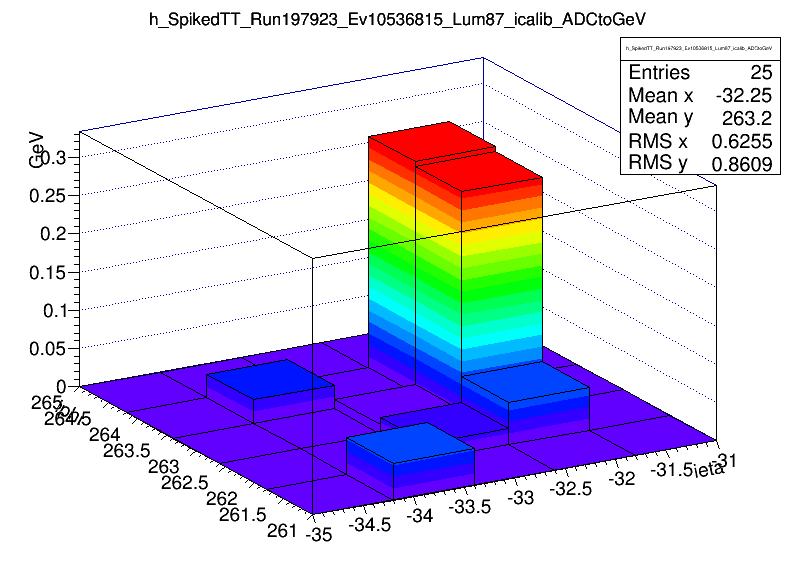 h_SpikedTT_Run197923_Ev10536815_Lum87_icalib_ADCtoGeV
h_SpikedTT_Run197923_Ev10536815_Lum87_icalib_ADCtoGeV
Entries 25
Mean x -32.25
Mean y 263.2
RMS x 0.6255
RMS y 0.8609
GeV
0.3
0.25
0.2
0.15
0.1
0.05
0
265
264.5
264
263.5
263
262.5
262
261.5
261
-35
-34.5
-34
-33.5
-33
-32.5
-32
-31.5
-31
ieta